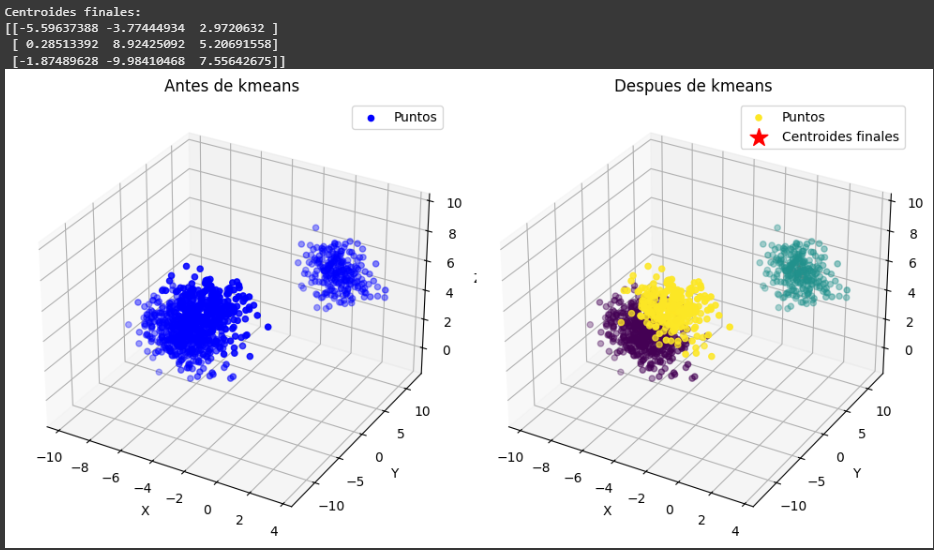 Centroides finales:
[[-5.59637388 -3.77444934  2.9720632 ]
 [ 0.28513392  8.92425092  5.20691558]
 [-1.87489628 -9.98410468  7.55642675]]
Antes de kmeans
Puntos
10
8
6
4
2
0
10
5
0
−5
−10
Y
−10
−8
−6
−4
−2
0
2
4
X
Despues de kmeans
Puntos
Centroides finales
10
8
6
4
2
0
10
5
0
−5
−10
Y
−10
−8
−6
−4
−2
0
2
4
X